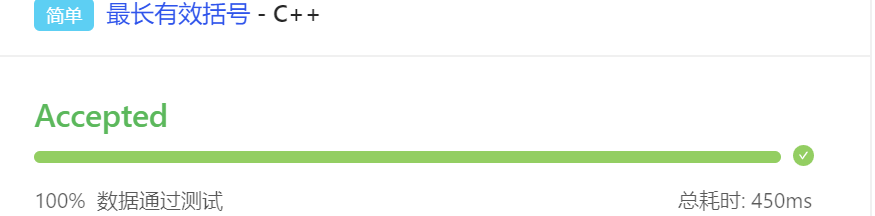 简单 最长有效括号 - C++
Accepted
100% 数据通过测试 总耗时: 450ms